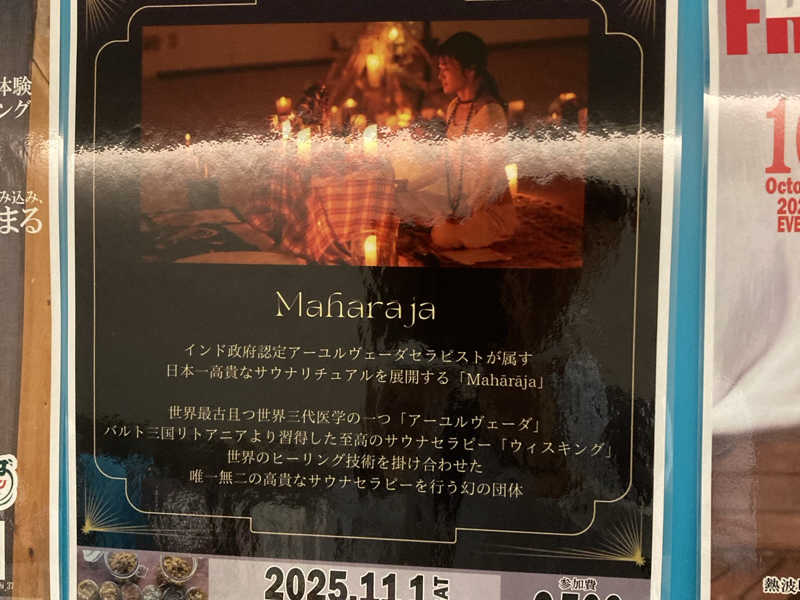 体験
み込み、
まる
Maharaja
インド政府認定アーユルヴェーダセラピストが属す
日本一高貴なサウナリチュアルを展開する「Mahārāja」
世界最古且つ世界三代医学の一つ「アーユルヴェーダ」
バルト三国リトアニアより習得した至高のサウナセラピー「ウィスキング」
世界のヒーリング技術を掛け合わせた
唯一無二の高貴なサウナセラピーを行う幻の団体
2025.11.1
参加費